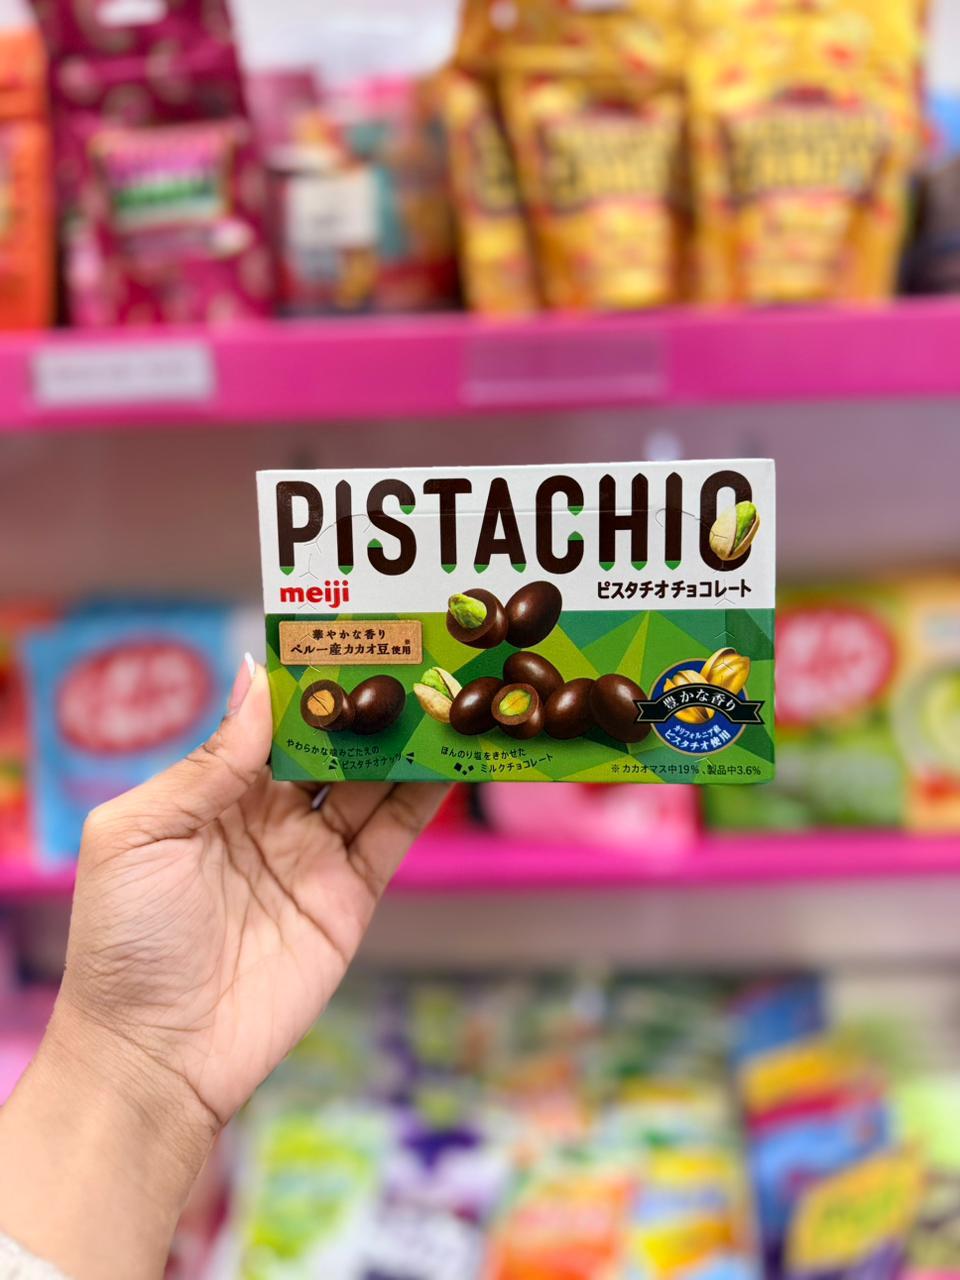 PISTACHIO
meiji
ピスタチオチョコレート
華やかな香り
ペルー産カカオ豆使用※
豊かな香り
カリフォルニア産
ピスタチオ使用
やわらかな噛みごたえの
ピスタチオナッツ
ほんのり塩をきかせた
ミルクチョコレート
※カカオマス中19%、製品中3.6%